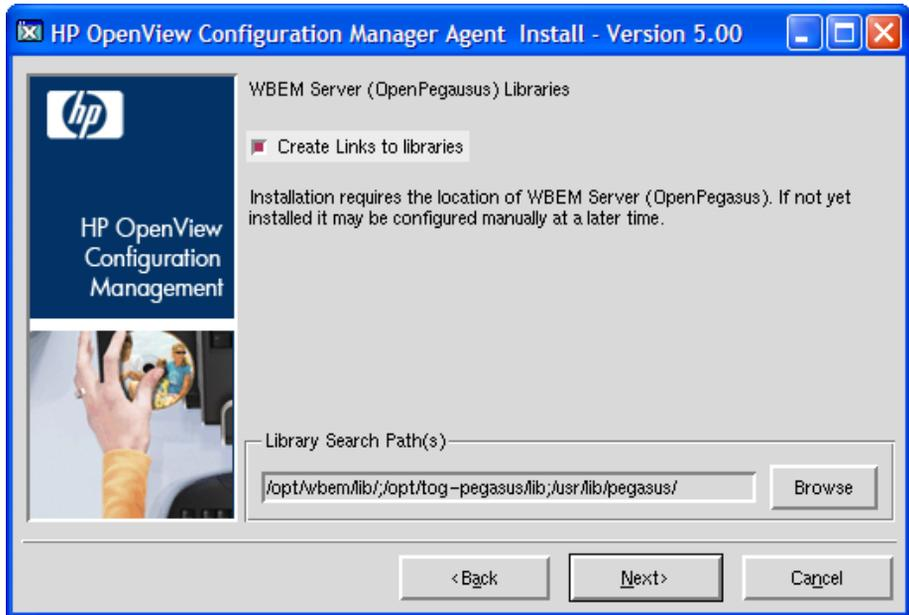 HP OpenView Configuration Manager Agent Install - Version 5.00
hp
HP OpenView
Configuration
Management
WBEM Server (OpenPegausus) Libraries
Create Links to libraries
Installation requires the location of WBEM Server (OpenPegasus). If not yet
installed it may be configured manually at a later time.
Library Search Path(s)
/opt/wbem/lib/;/opt/tog-pegasus/lib;/usr/lib/pegasus/
Browse
<Back
Next>
Cancel